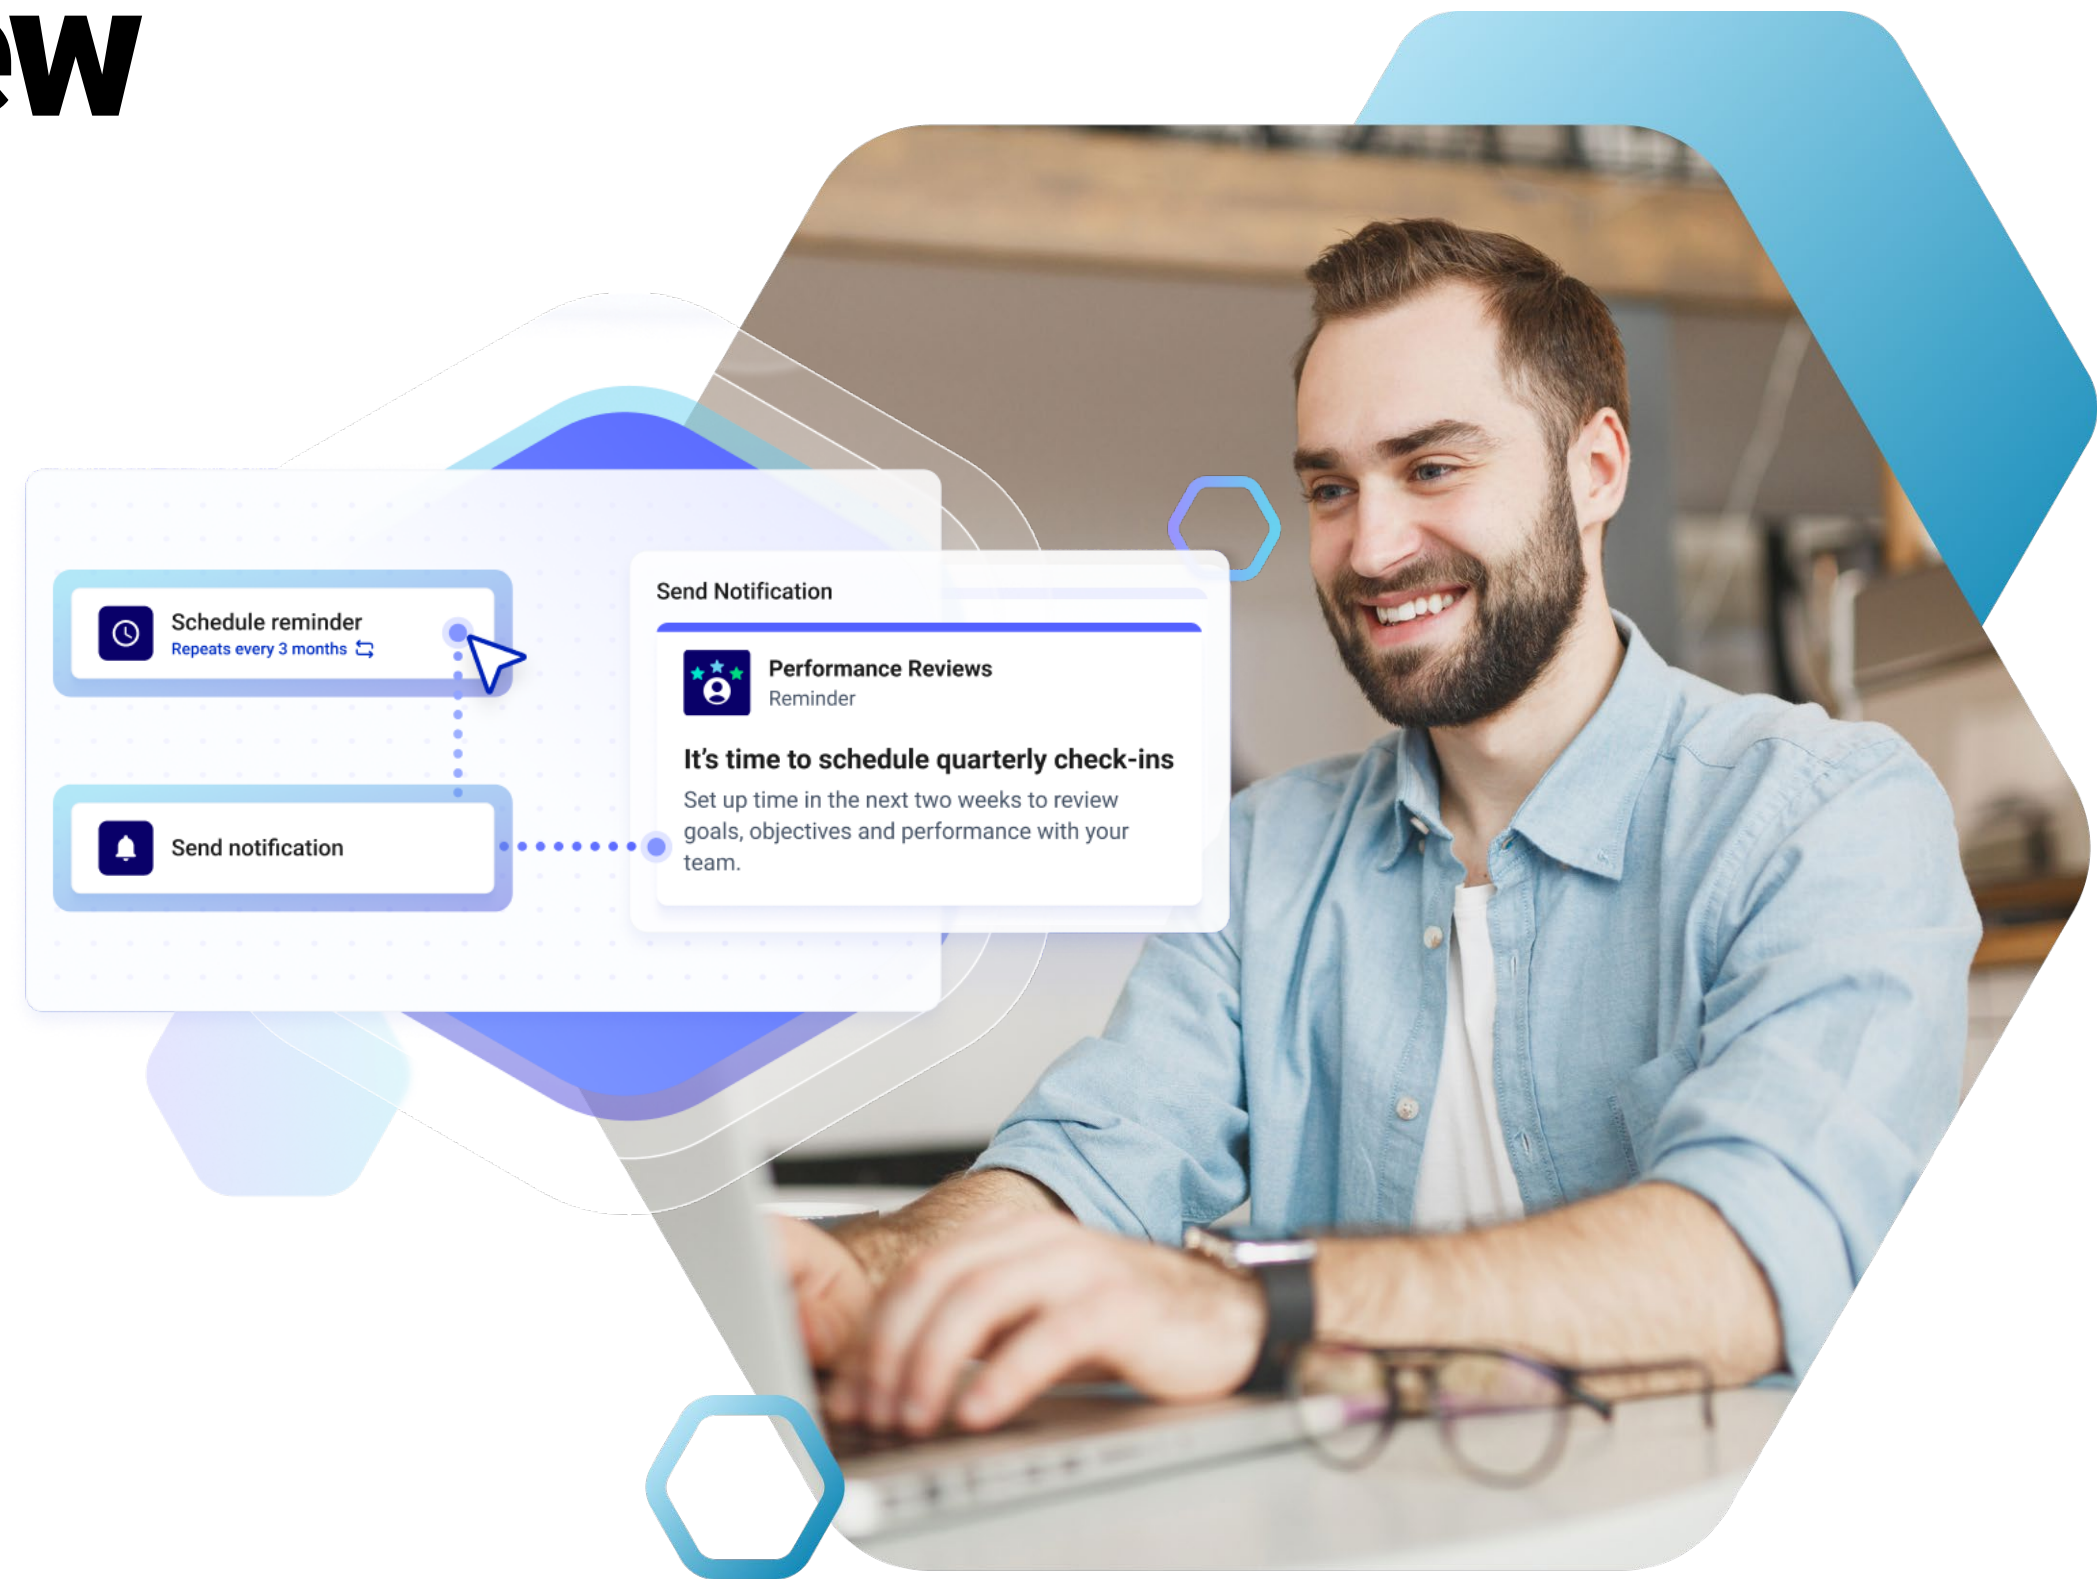 ew
Schedule reminder
Repeats every 3 months
Send notification
Send Notification
Performance Reviews
Reminder
It's time to schedule quarterly check-ins
Set up time in the next two weeks to review
goals, objectives and performance with your
team.